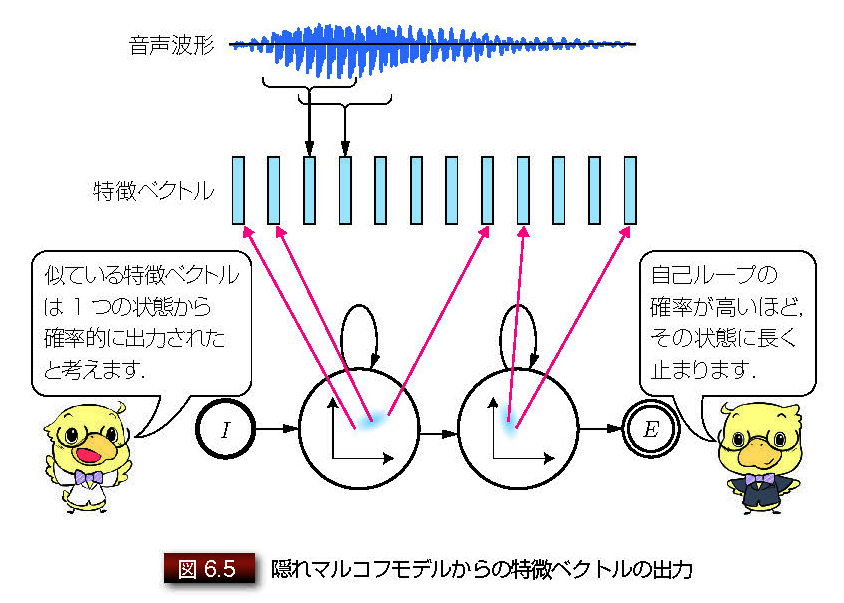 音声波形
特徴ベクトル
似ている特徴ベクトル
は 1 つの状態から
確率的に出力された
と考えます.
自己ループの
確率が高いほど,
その状態に長く
止まります.
I
E
図 6.5 隠れマルコフモデルからの特微ベクトルの出力